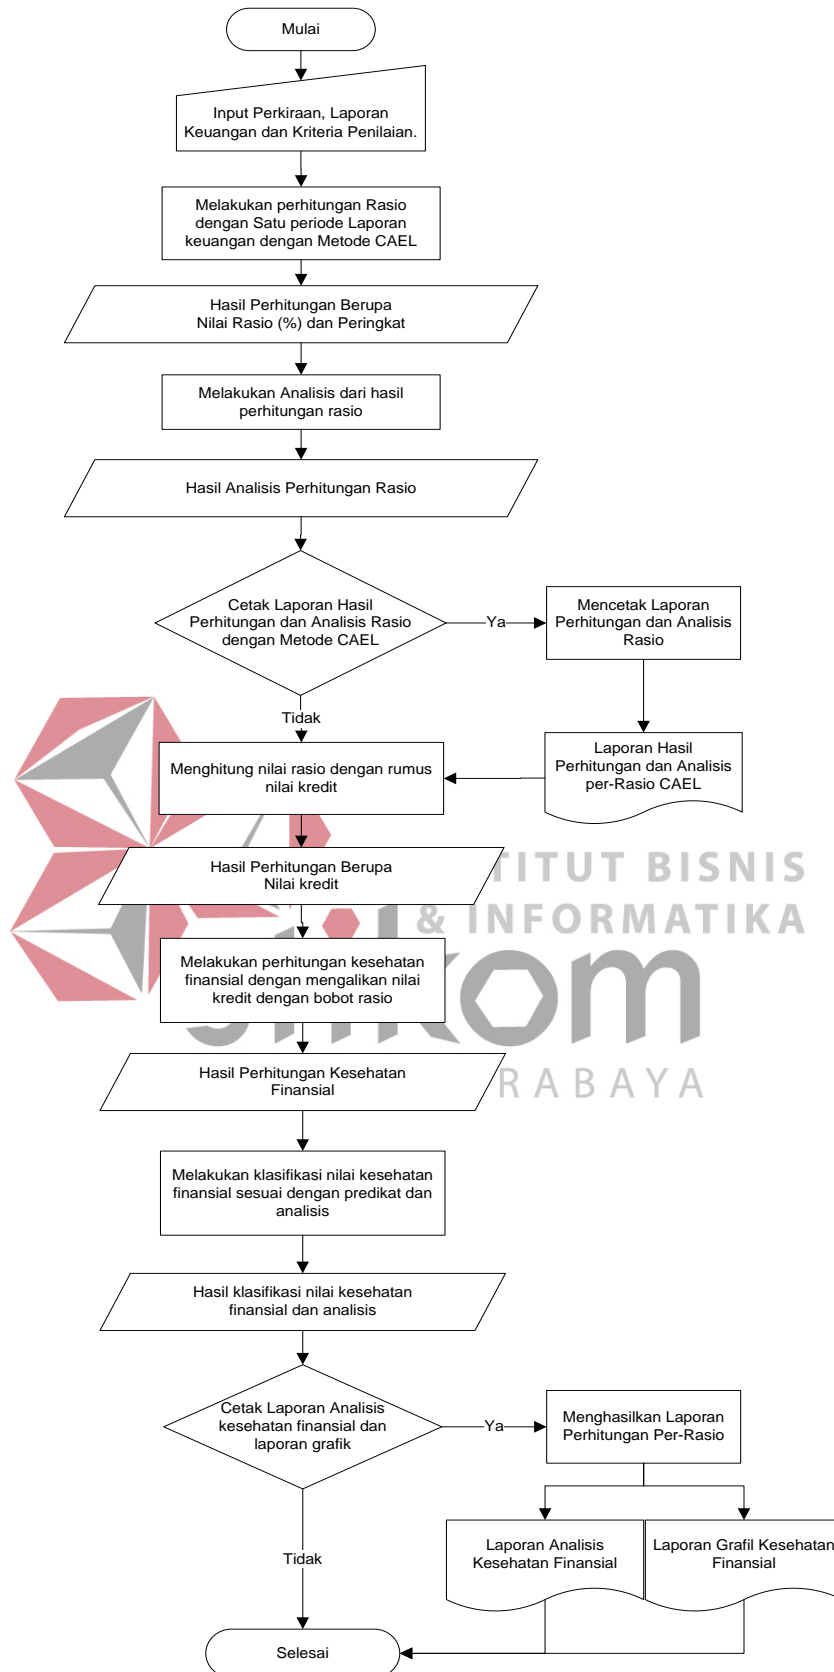 Mulai
Input Perkiraan, Laporan
Keuangan dan Kriteria Penilaian.
Melakukan perhitungan Rasio
dengan Satu periode Laporan
keuangan dengan Metode CAEL
Hasil Perhitungan Berupa
Nilai Rasio (%) dan Peringkat
Melakukan Analisis dari hasil
perhitungan rasio
Hasil Analisis Perhitungan Rasio
Cetak Laporan Hasil
Perhitungan dan Analisis Rasio
dengan Metode CAEL
Ya
Mencetak Laporan
Perhitungan dan Analisis
Rasio
Tidak
Laporan Hasil
Perhitungan dan Analisis
per-Rasio CAEL
Menghitung nilai rasio dengan rumus
nilai kredit
Hasil Perhitungan Berupa
Nilai kredit
TITUT BISNIS
& INFORMATIKA
Melakukan perhitungan kesehatan
finansial dengan mengalikan nilai
kredit dengan bobot rasio
stikom
RABAYA
Hasil Perhitungan Kesehatan
Finansial
Melakukan klasifikasi nilai kesehatan
finansial sesuai dengan predikat dan
analisis
Hasil klasifikasi nilai kesehatan
finansial dan analisis
Cetak Laporan Analisis
kesehatan finansial dan
laporan grafik
Ya
Menghasilkan Laporan
Perhitungan Per-Rasio
Tidak
Laporan Analisis
Kesehatan Finansial
Laporan Grafil Kesehatan
Finansial
Selesai